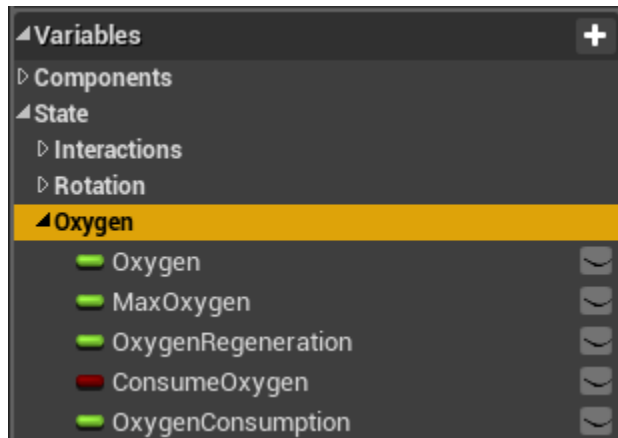 Variables
Components
State
Interactions
Rotation
Oxygen
Oxygen
MaxOxygen
OxygenRegeneration
ConsumeOxygen
OxygenConsumption